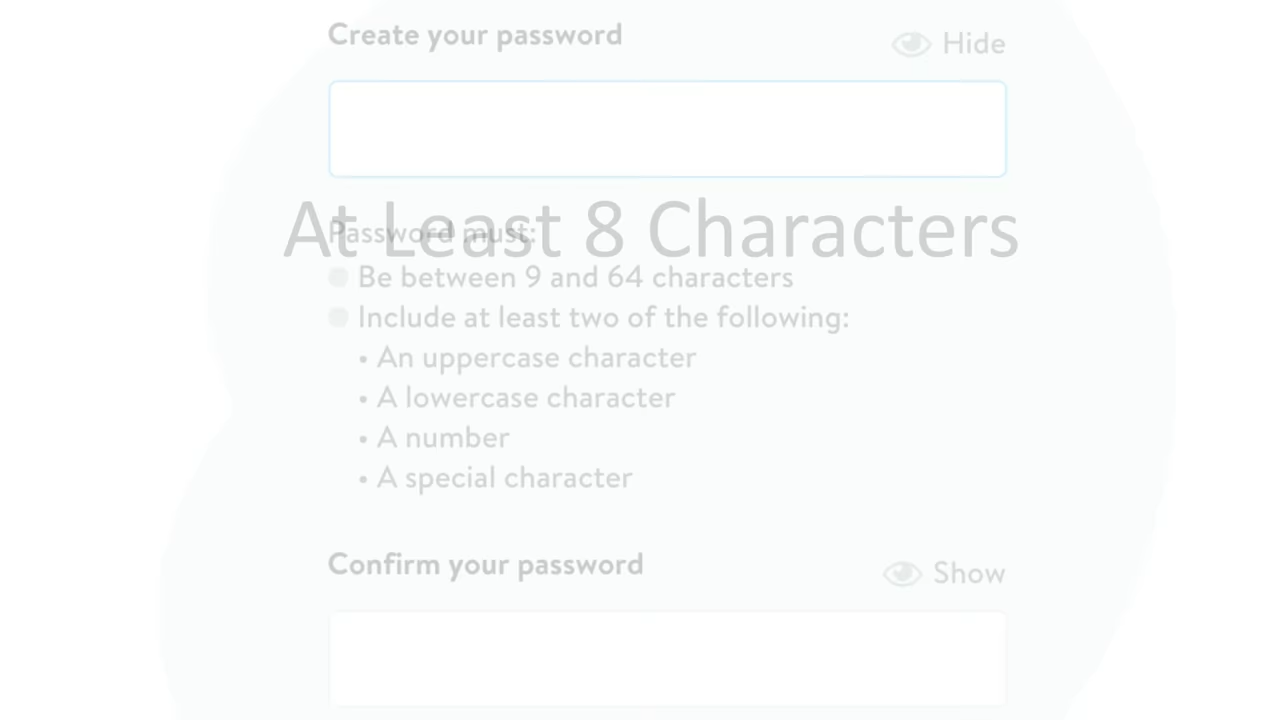 Create your password
Hide
At Least 8 Characters
Password must:
Be between 9 and 64 characters
Include at least two of the following:
• An uppercase character
• A lowercase character
• A number
• A special character
Confirm your password
Show